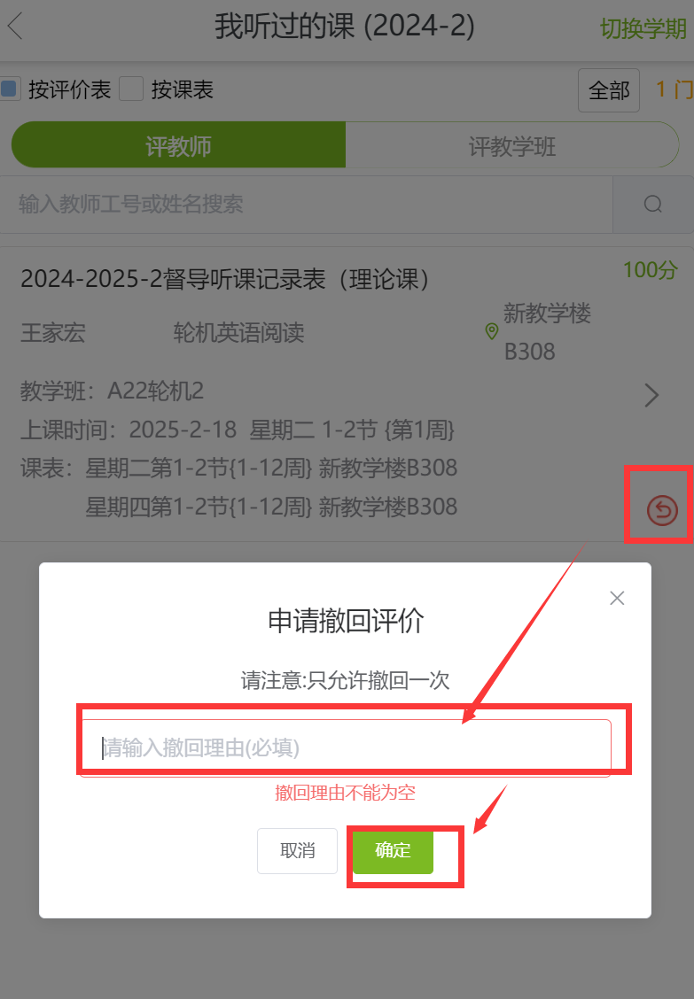 我听过的课 (2024-2) 切换学期
按评价表 按课表 全部 1 门
评教师 评教学班
输入教师工号或姓名搜索
2024-2025-2督导听课记录表（理论课） 100分
王家宏 轮机英语阅读 新教学楼
B308
教学班：A22轮机2
上课时间：2025-2-18 星期二 1-2节 {第1周}
课表：星期二第1-2节{1-12周} 新教学楼B308
星期四第1-2节{1-12周} 新教学楼B308
申请撤回评价
请注意:只允许撤回一次
请输入撤回理由(必填)
撤回理由不能为空
取消 确定